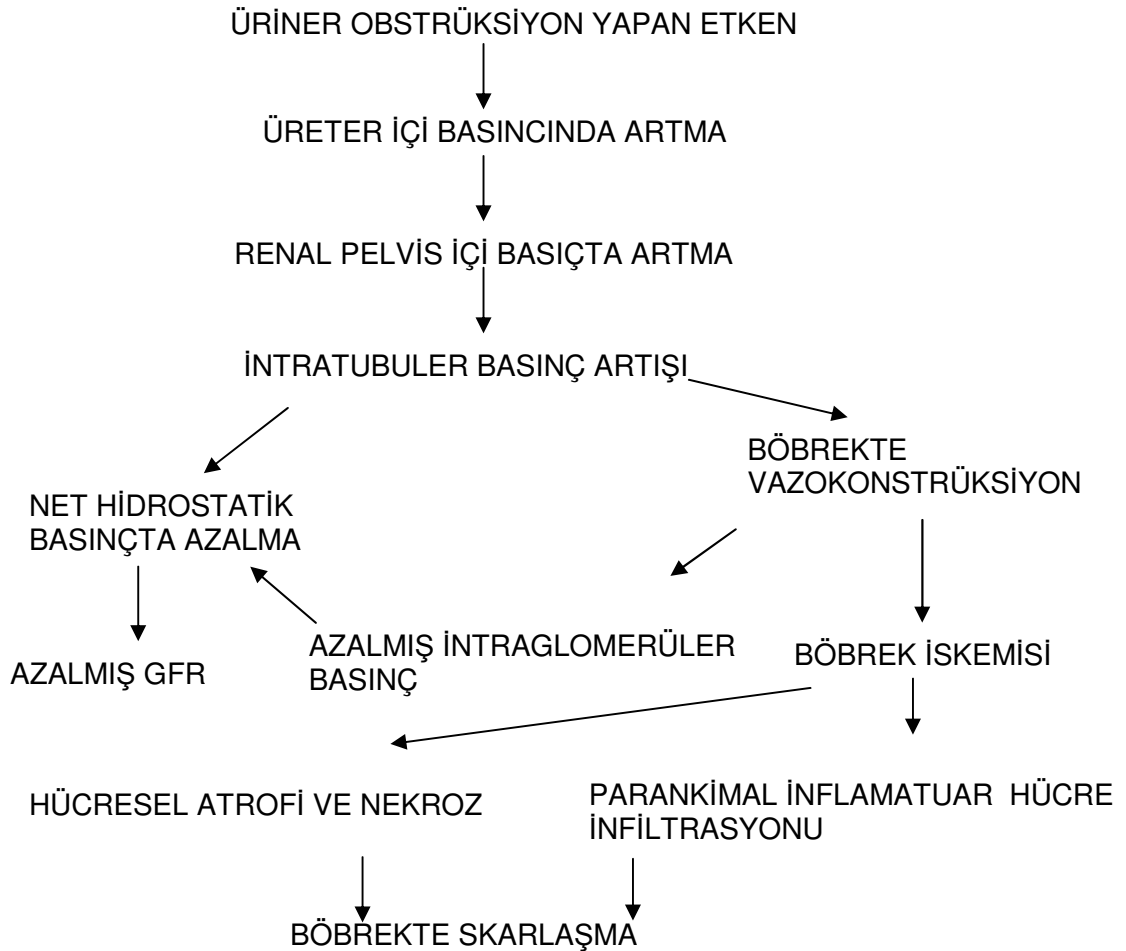 ÜRİNER OBSTRÜKSİYON YAPAN ETKEN
ÜRETER İÇİ BASINCINDA ARTMA
RENAL PELVİS İÇİ BASIÇTA ARTMA
İNTRATUBULER BASINÇ ARTIŞI
BÖBREKTE
VAZOKONSTRÜKSİYON
NET HİDROSTATİK
BASINÇTA AZALMA
AZALMIŞ GFR
AZALMIŞ İNTRAGLOMERÜLER
BASINÇ
BÖBREK İSKEMİSİ
HÜCRESEL ATROFİ VE NEKROZ
PARANKİMAL İNFLAMATUAR HÜCRE
İNFİLTRASYONU
BÖBREKTE SKARLAŞMA